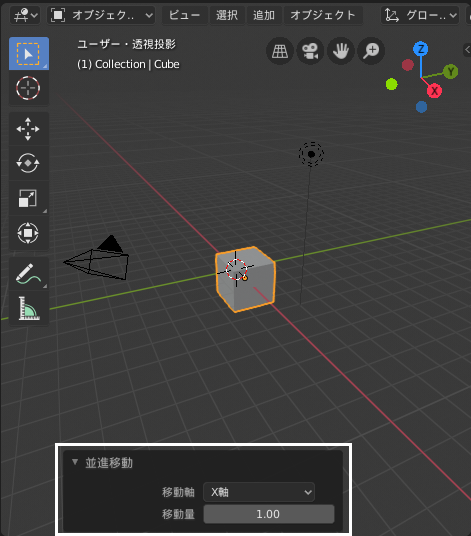 オブジェク.. ビュー 選択 追加 オブジェクト グロー..
ユーザー・透視投影
(1) Collection | Cube
Z
Y
X
並進移動
移動軸 X軸
移動量 1.00